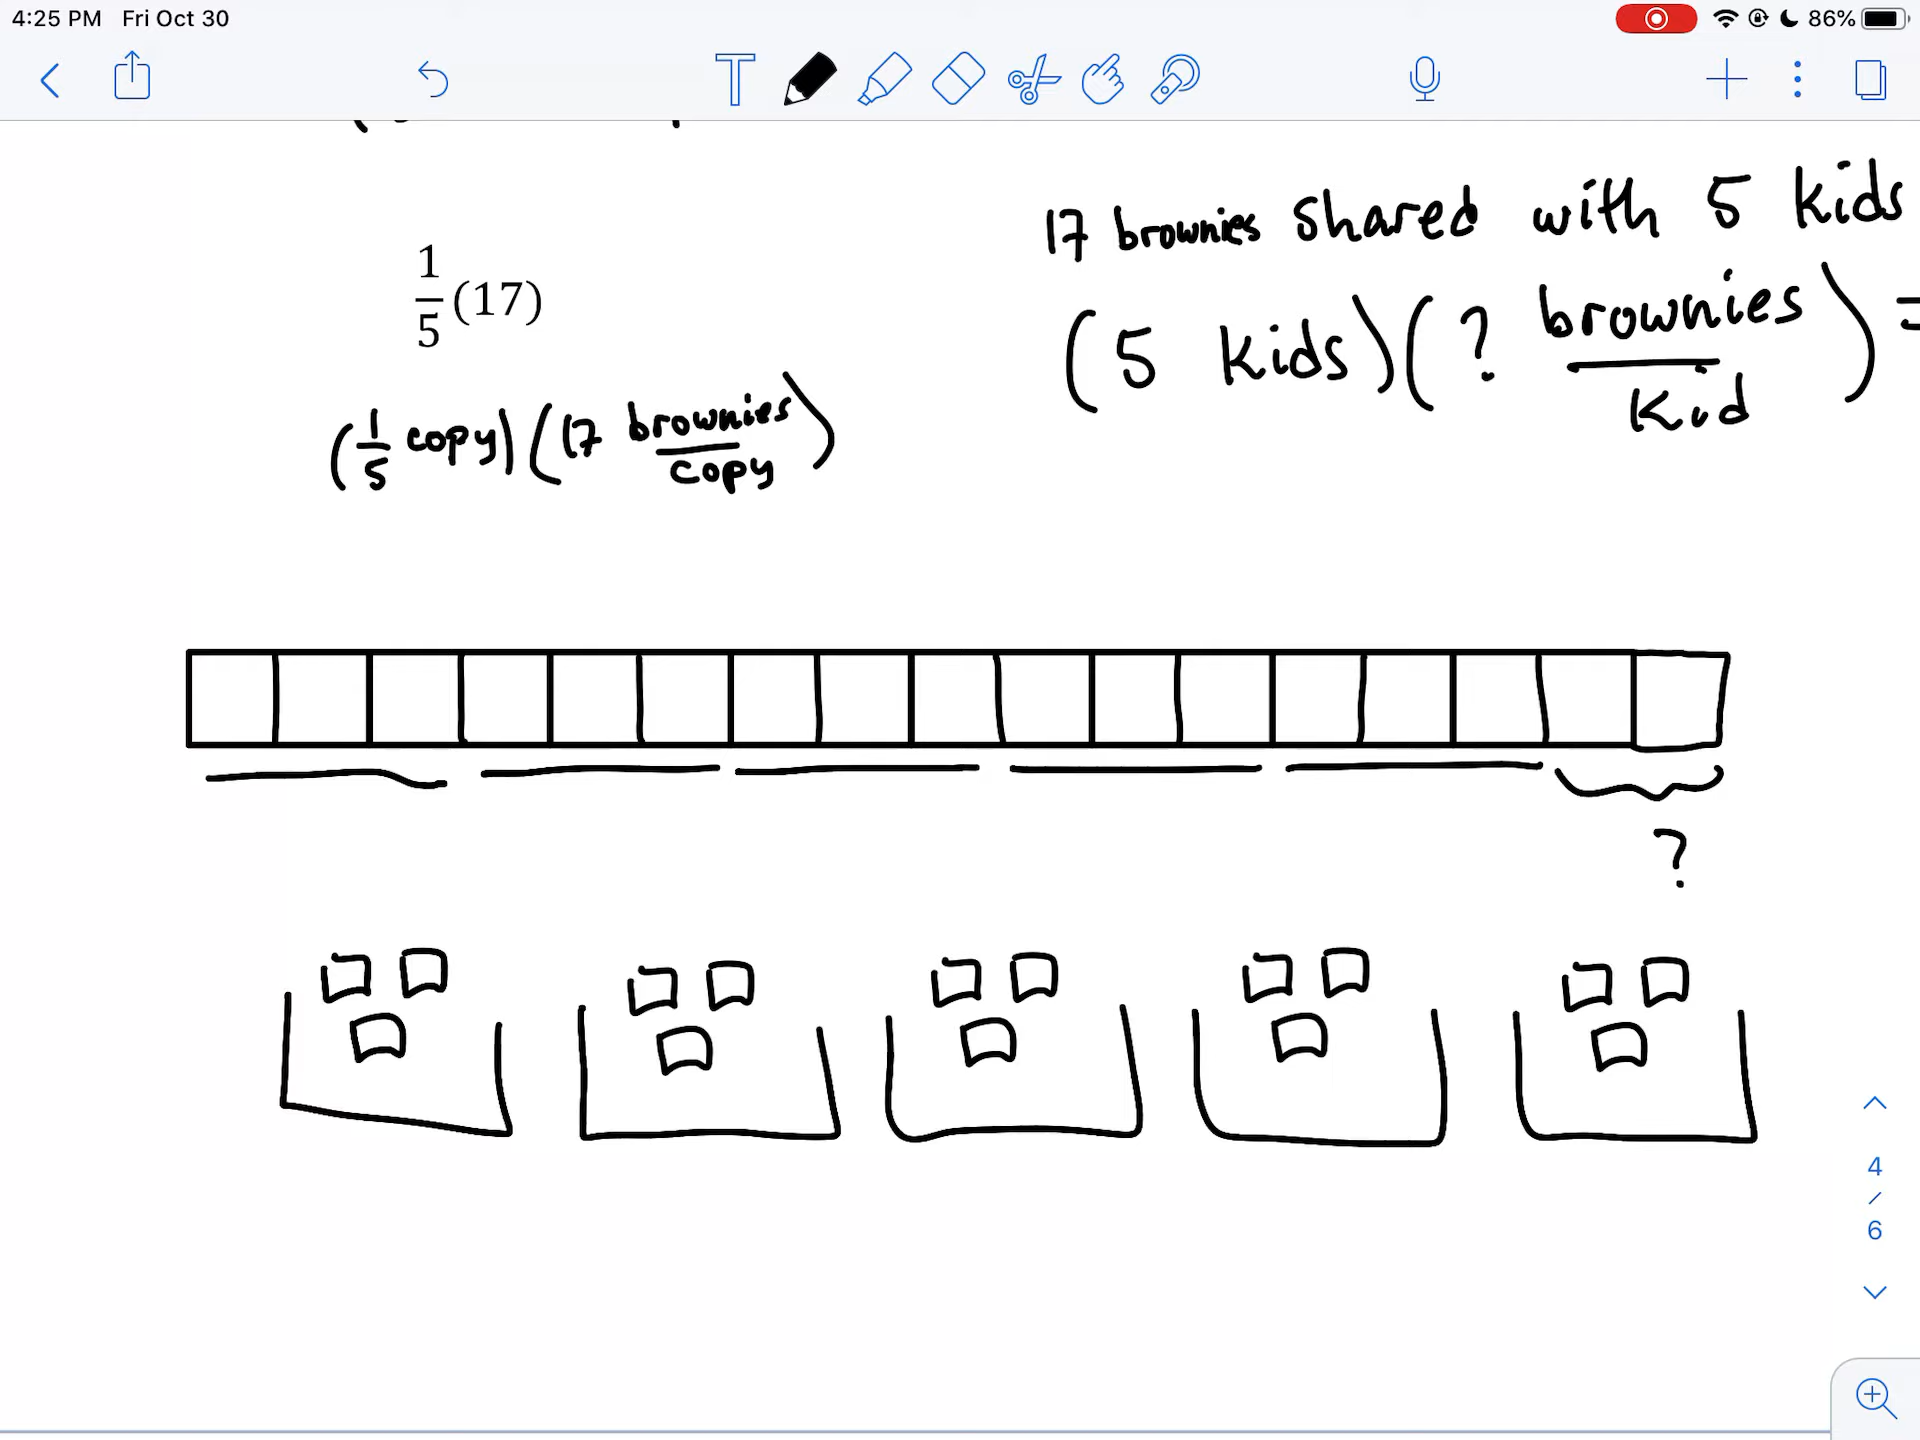 4:25 PM Fri Oct 30
86%
17 brownies shared with 5 kids
1/5(17)
(5 kids)(? brownies/kid) =
(1/5 copy)(17 brownies/copy)
?
4
/
6